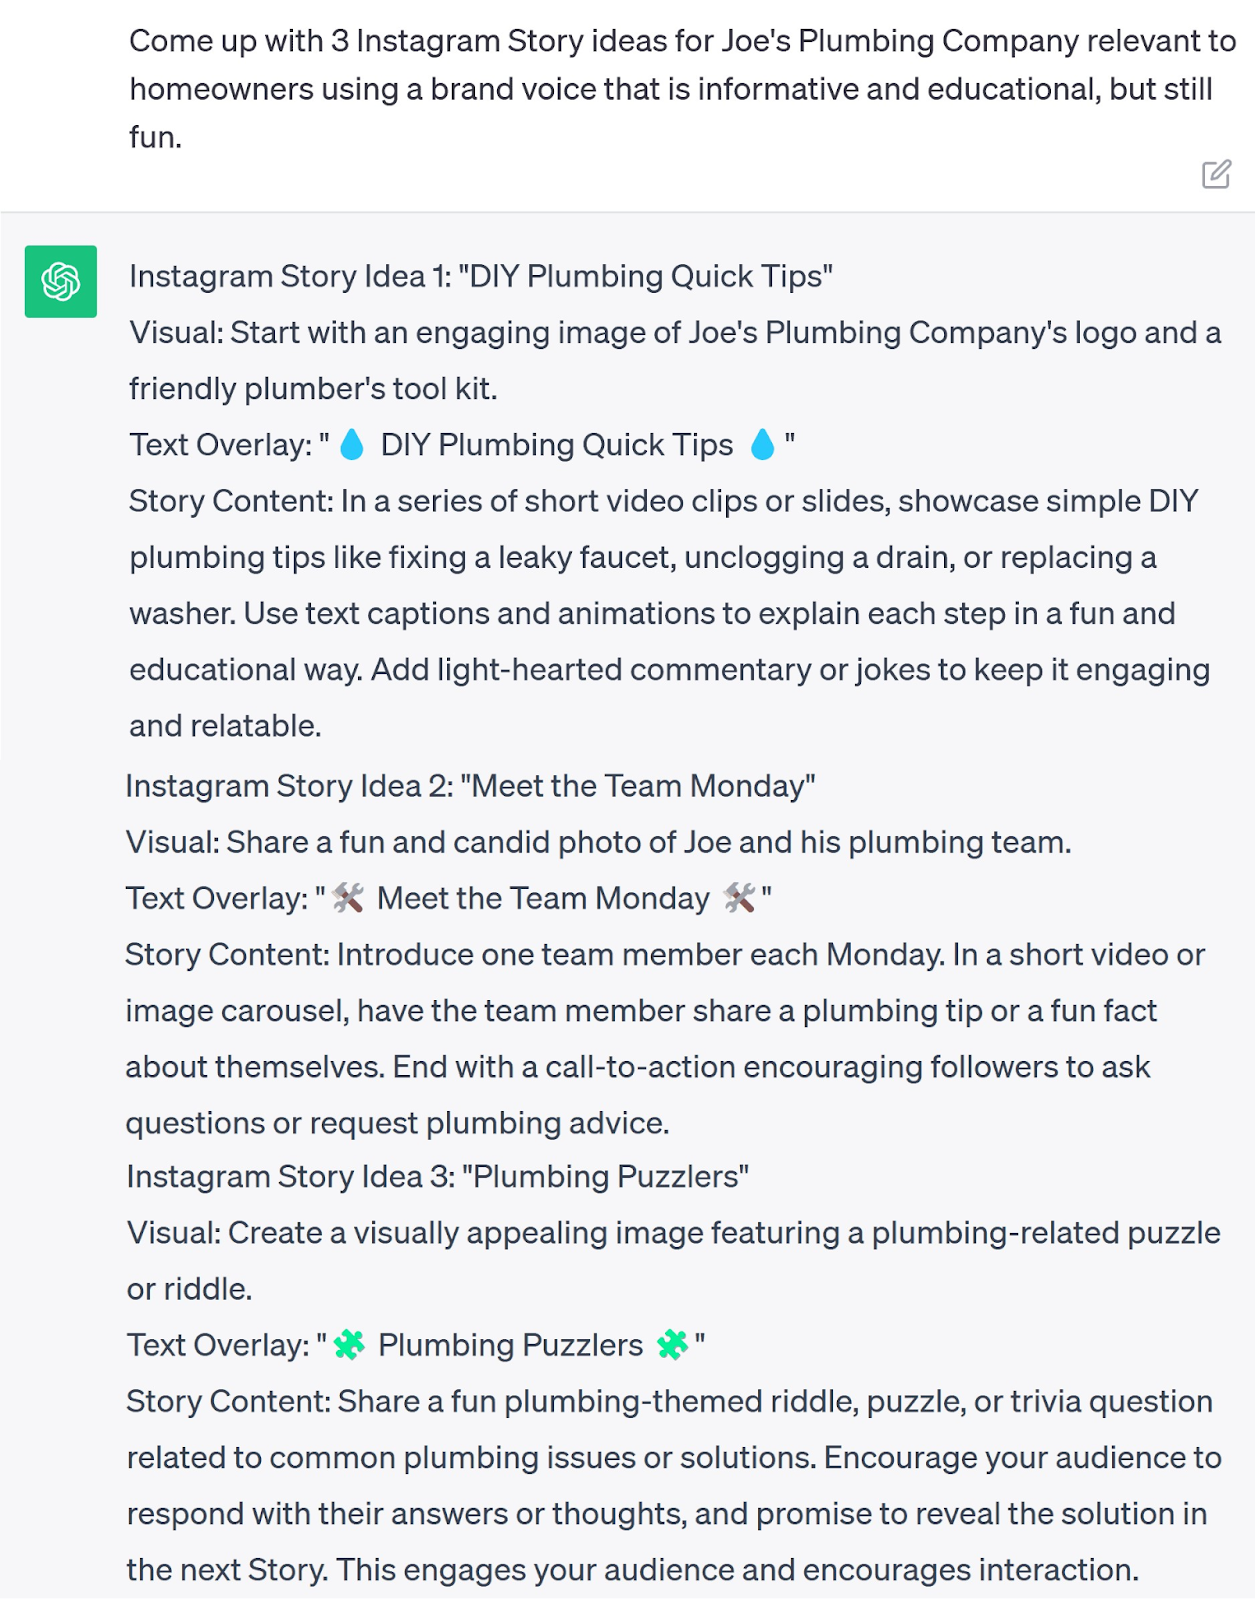 Come up with 3 Instagram Story ideas for Joe's Plumbing Company relevant to
homeowners using a brand voice that is informative and educational, but still
fun.
Instagram Story Idea 1: "DIY Plumbing Quick Tips"
Visual: Start with an engaging image of Joe's Plumbing Company's logo and a
friendly plumber's tool kit.
Text Overlay: "💧 DIY Plumbing Quick Tips 💧"
Story Content: In a series of short video clips or slides, showcase simple DIY
plumbing tips like fixing a leaky faucet, unclogging a drain, or replacing a
washer. Use text captions and animations to explain each step in a fun and
educational way. Add light-hearted commentary or jokes to keep it engaging
and relatable.
Instagram Story Idea 2: "Meet the Team Monday"
Visual: Share a fun and candid photo of Joe and his plumbing team.
Text Overlay: "🛠️ Meet the Team Monday 🛠️"
Story Content: Introduce one team member each Monday. In a short video or
image carousel, have the team member share a plumbing tip or a fun fact
about themselves. End with a call-to-action encouraging followers to ask
questions or request plumbing advice.
Instagram Story Idea 3: "Plumbing Puzzlers"
Visual: Create a visually appealing image featuring a plumbing-related puzzle
or riddle.
Text Overlay: "🧩 Plumbing Puzzlers 🧩"
Story Content: Share a fun plumbing-themed riddle, puzzle, or trivia question
related to common plumbing issues or solutions. Encourage your audience to
respond with their answers or thoughts, and promise to reveal the solution in
the next Story. This engages your audience and encourages interaction.